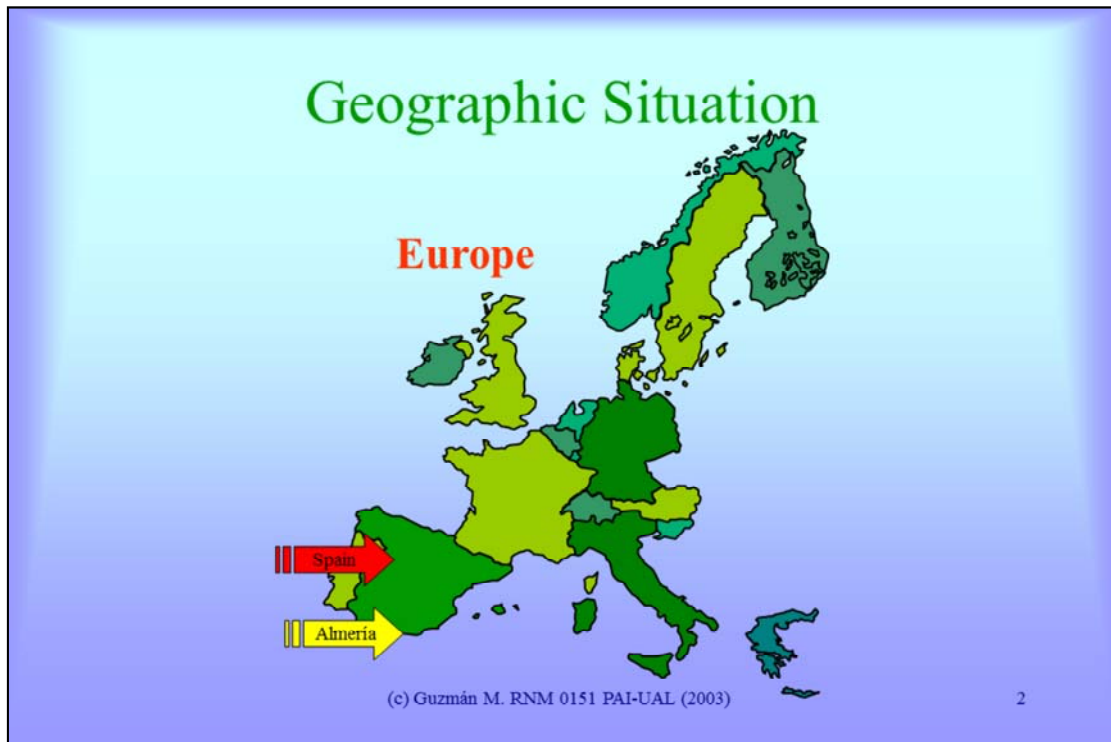 Geographic Situation
Europe
Spain
Almería
(c) Guzmán M. RNM 0151 PAI-UAL (2003)
2